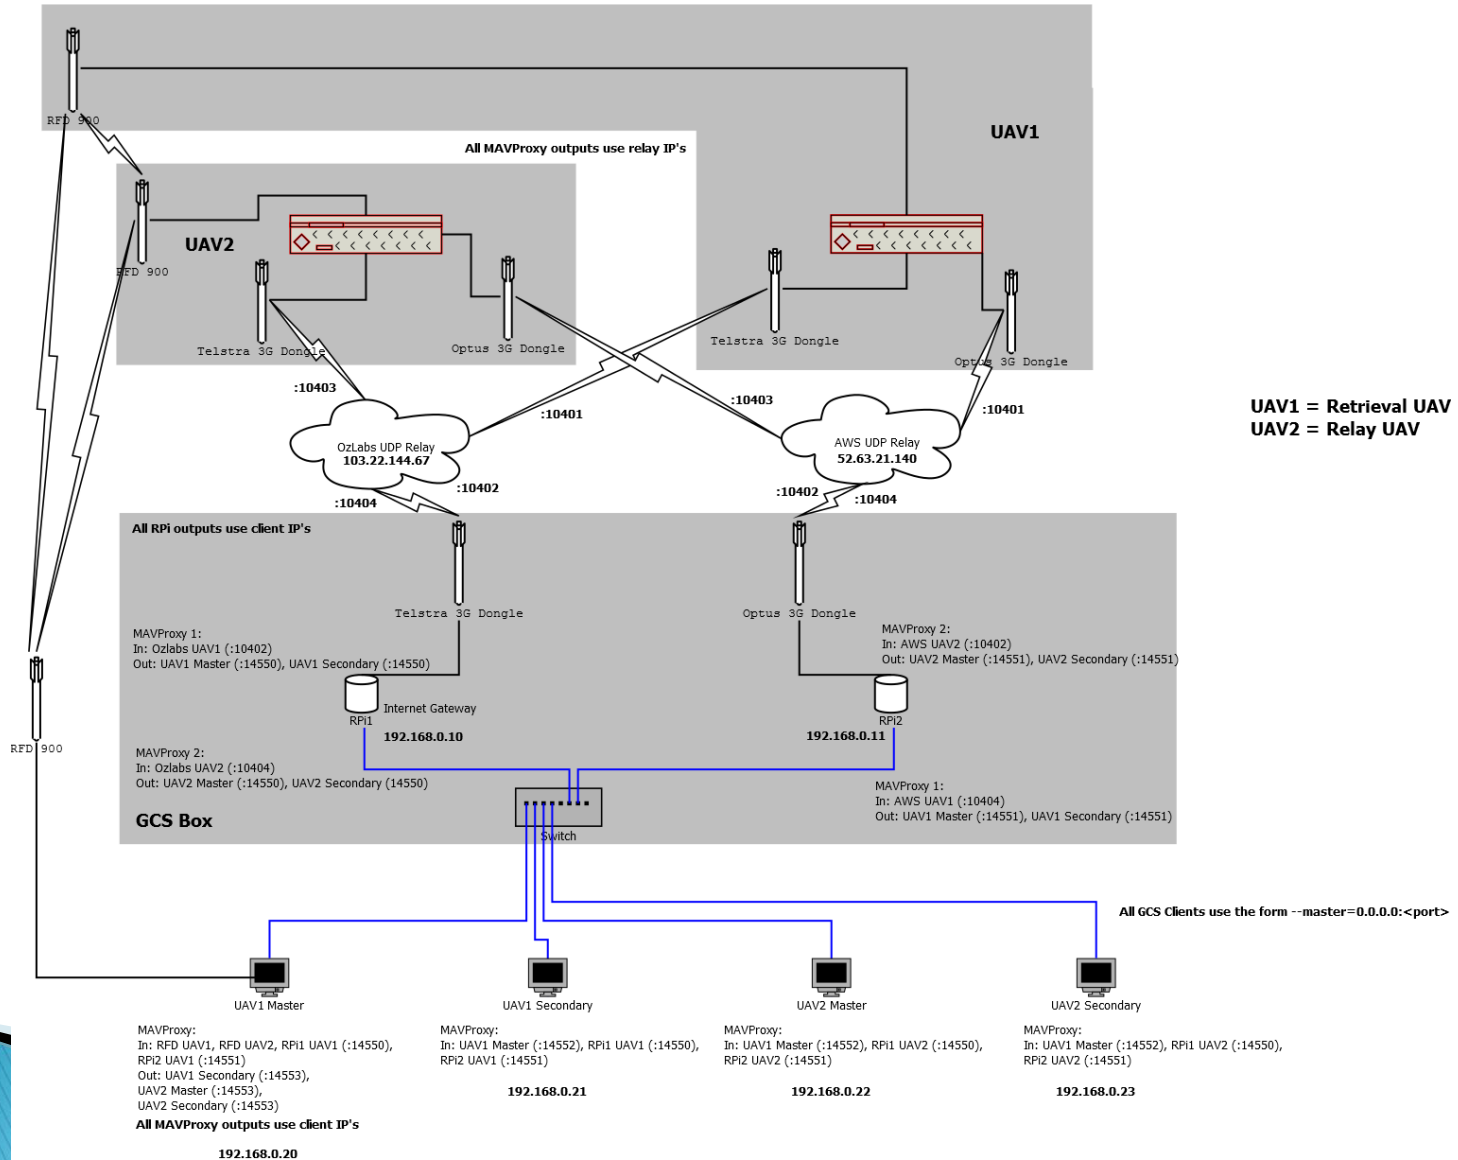 RFD 900
UAV1
All MAVProxy outputs use relay IP's
UAV2
RFD 900
Telstra 3G Dongle
Optus 3G Dongle
Telstra 3G Dongle
Optus 3G Dongle
:10403
:10401
:10403
:10401
UAV1 = Retrieval UAV
UAV2 = Relay UAV
OzLabs UDP Relay
103.22.144.67
AWS UDP Relay
52.63.21.140
:10404
:10402
:10402
:10404
All RPi outputs use client IP's
Telstra 3G Dongle
Optus 3G Dongle
MAVProxy 1:
In: Ozlabs UAV1 (:10402)
Out: UAV1 Master (:14550), UAV1 Secondary (:14550)
MAVProxy 2:
In: AWS UAV2 (:10402)
Out: UAV2 Master (:14551), UAV2 Secondary (:14551)
Internet Gateway
RPi1
192.168.0.10
RPi2
192.168.0.11
RFD 900
MAVProxy 2:
In: Ozlabs UAV2 (:10404)
Out: UAV2 Master (:14550), UAV2 Secondary (14550)
MAVProxy 1:
In: AWS UAV1 (:10404)
Out: UAV1 Master (:14551), UAV1 Secondary (:14551)
GCS Box
Switch
All GCS Clients use the form --master=0.0.0.0:<port>
UAV1 Master
MAVProxy:
In: RFD UAV1, RFD UAV2, RPi1 UAV1 (:14550),
RPi2 UAV1 (:14551)
Out: UAV1 Secondary (:14553),
UAV2 Master (:14553),
UAV2 Secondary (:14553)
All MAVProxy outputs use client IP's
192.168.0.20
UAV1 Secondary
MAVProxy:
In: UAV1 Master (:14552), RPi1 UAV1 (:14550),
RPi2 UAV1 (:14551)
192.168.0.21
UAV2 Master
MAVProxy:
In: UAV1 Master (:14552), RPi1 UAV2 (:14550),
RPi2 UAV2 (:14551)
192.168.0.22
UAV2 Secondary
MAVProxy:
In: UAV1 Master (:14552), RPi1 UAV2 (:14550),
RPi2 UAV2 (:14551)
192.168.0.23